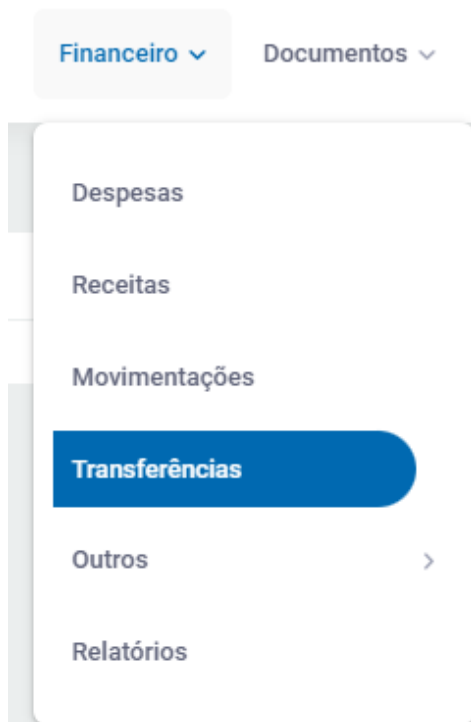 Financeiro Documentos
Despesas
Receitas
Movimentações
Transferências
Outros
Relatórios